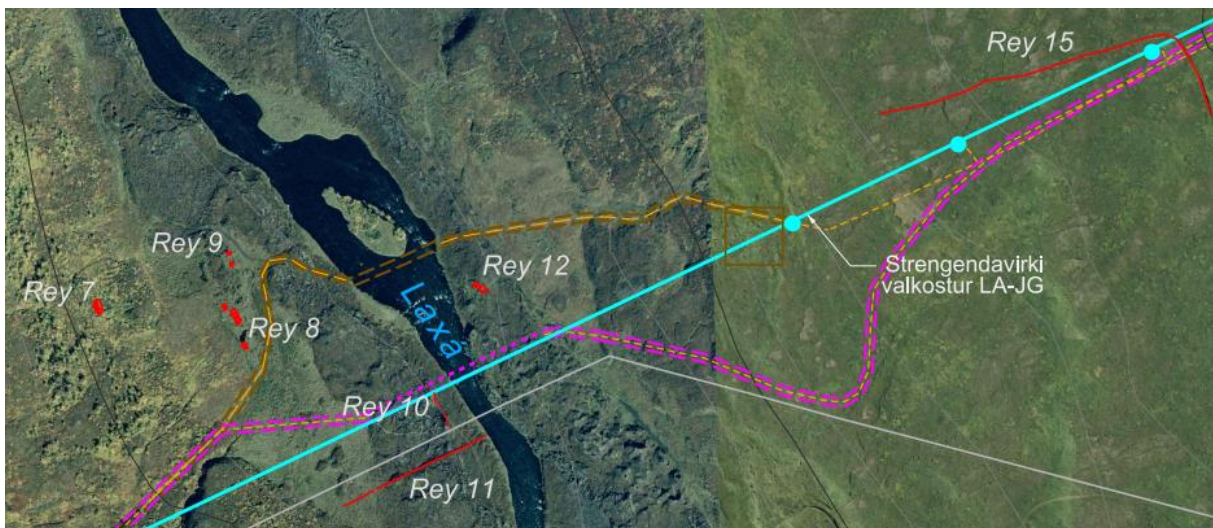 Rey 15
Rey 9
Rey 7
Rey 12
Rey 8
Laxá
Strengendavirki
valkostur LA-JG
Rey 10
Rey 11